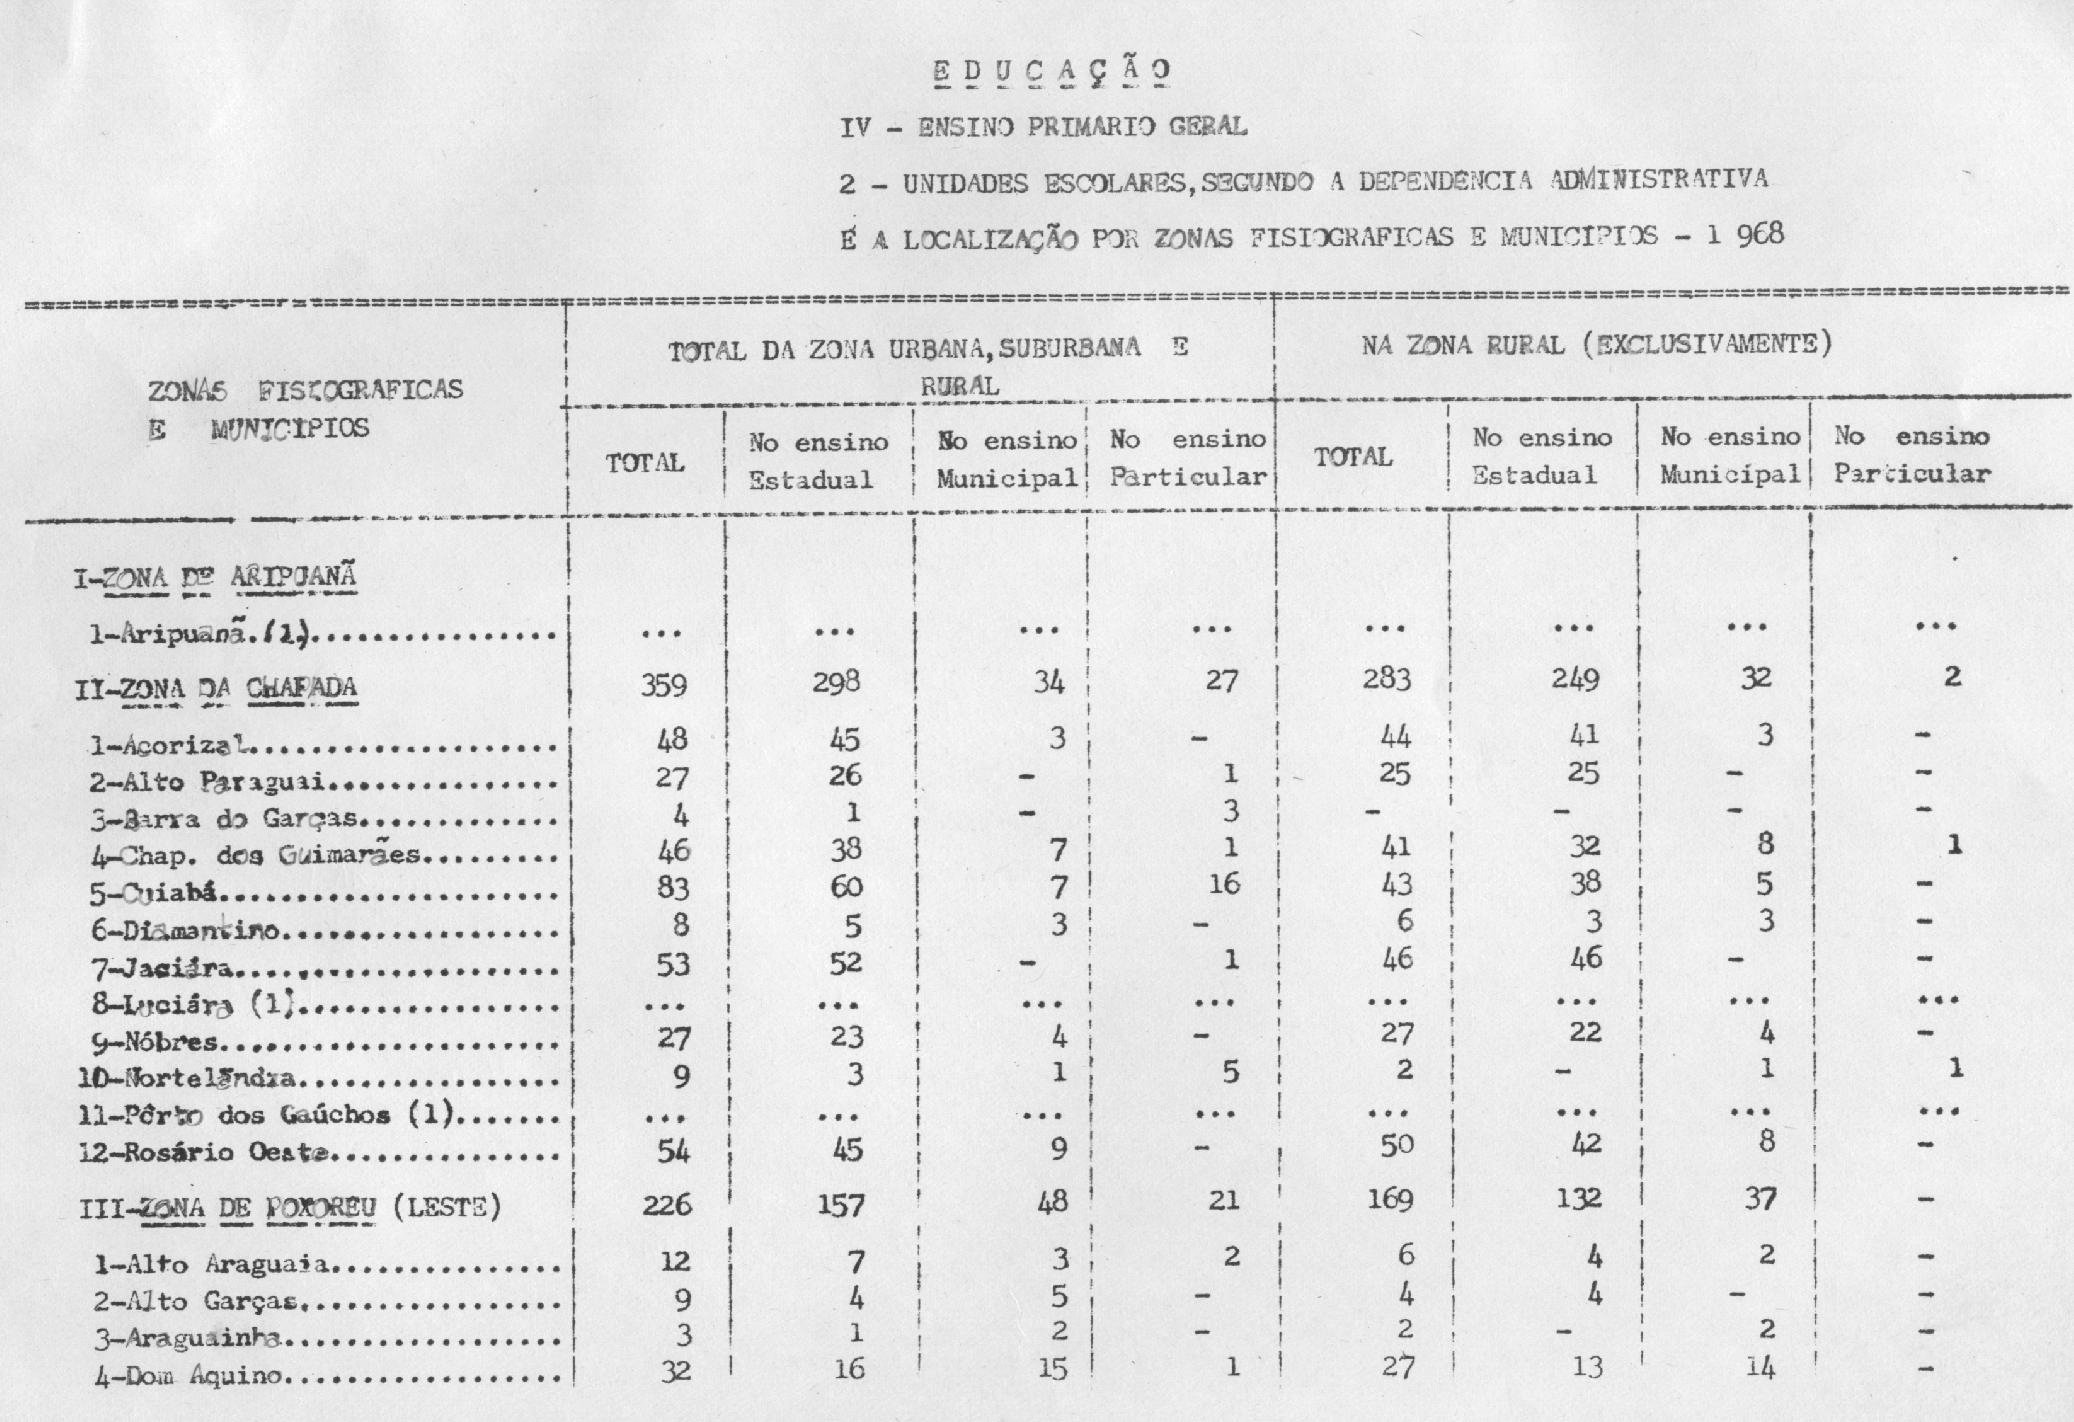 EDUCAÇÃO
IV - ENSINO PRIMARIO GERAL
2 - UNIDADES ESCOLARES, SEGUNDO A DEPENDENCIA ADMINISTRATIVA
É A LOCALIZAÇÃO POR ZONAS FISIOGRAFICAS E MUNICIPIOS - 1 968
ZONAS FISIOGRAFICAS E MUNICIPIOS
TOTAL DA ZONA URBANA, SUBURBANA E RURAL
NA ZONA RURAL (EXCLUSIVAMENTE)
TOTAL No ensino Estadual No ensino Municipal No ensino Particular TOTAL No ensino Estadual No ensino Municipal No ensino Particular
I-ZONA DE ARIPUANÃ
1-Aripuanã.(1)................ ... ... ... ... ... ... ... ...
II-ZONA DA CHAPADA 359 298 34 27 283 249 32 2
1-Açorizal.................... 48 45 3 - 44 41 3 -
2-Alto Paraguai............... 27 26 - 1 25 25 - -
3-Barra do Garças............. 4 1 - 3 - - - -
4-Chap. dos Guimarães......... 46 38 7 1 41 32 8 1
5-Cuiabá...................... 83 60 7 16 43 38 5 -
6-Diamantino.................. 8 5 3 - 6 3 3 -
7-Jaciára..................... 53 52 - 1 46 46 - -
8-Luciára (1)................. ... ... ... ... ... ... ... ...
9-Nóbres...................... 27 23 4 - 27 22 4 -
10-Nortelândia................. 9 3 1 5 2 - 1 1
11-Pôrto dos Gaúchos (1)....... ... ... ... ... ... ... ... ...
12-Rosário Oeste............... 54 45 9 - 50 42 8 -
III-ZONA DE POXOREU (LESTE) 226 157 48 21 169 132 37 -
1-Alto Araguaia............... 12 7 3 2 6 4 2 -
2-Alto Garças................. 9 4 5 - 4 4 - -
3-Araguainha.................. 3 1 2 - 2 - 2 -
4-Dom Aquino.................. 32 16 15 1 27 13 14 -